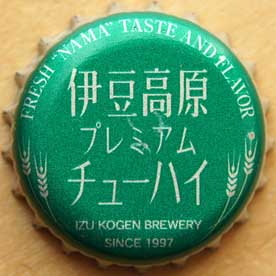 FRESH "NAMA" TASTE AND FLAVOR
伊豆高原
プレミアム
チューハイ
IZU KOGEN BREWERY
SINCE 1997